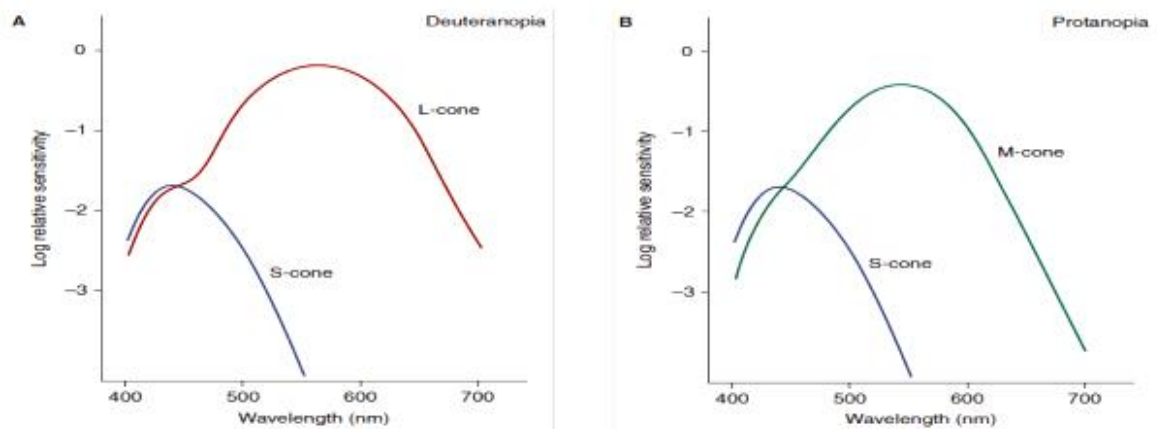 A
Deuteranopia
Log relative sensitivity
0
−1
−2
−3
L-cone
S-cone
400 500 600 700
Wavelength (nm)
B
Protanopia
Log relative sensitivity
0
−1
−2
−3
M-cone
S-cone
400 500 600 700
Wavelength (nm)